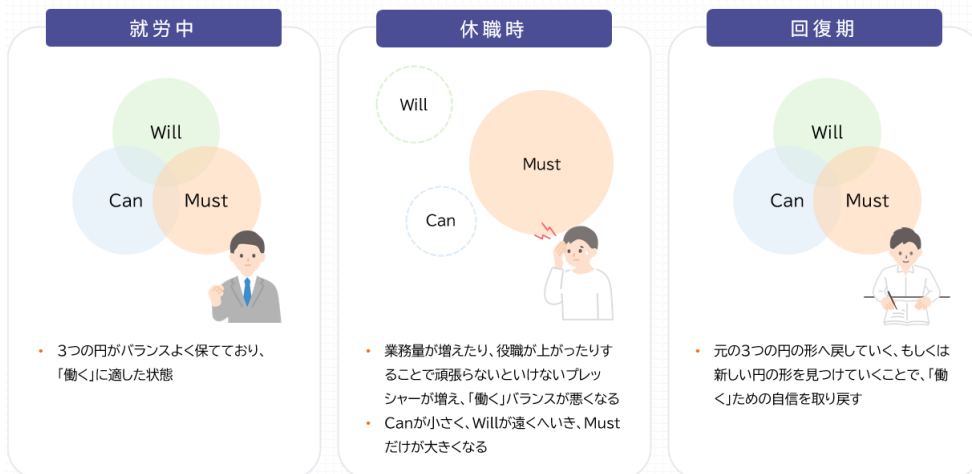 就労中
Will
Can
Must
• 3つの円がバランスよく保てており、
「働く」に適した状態
休職時
Will
Must
Can
• 業務量が増えたり、役職が上がったりす
ることで頑張らないといけないプレッ
シャーが増え、「働く」バランスが悪くなる
• Canが小さく、Willが遠くへいき、Must
だけが大きくなる
回復期
Will
Can
Must
• 元の3つの円の形へ戻していく、もしくは
新しい円の形を見つけていくことで、「働
く」ための自信を取り戻す